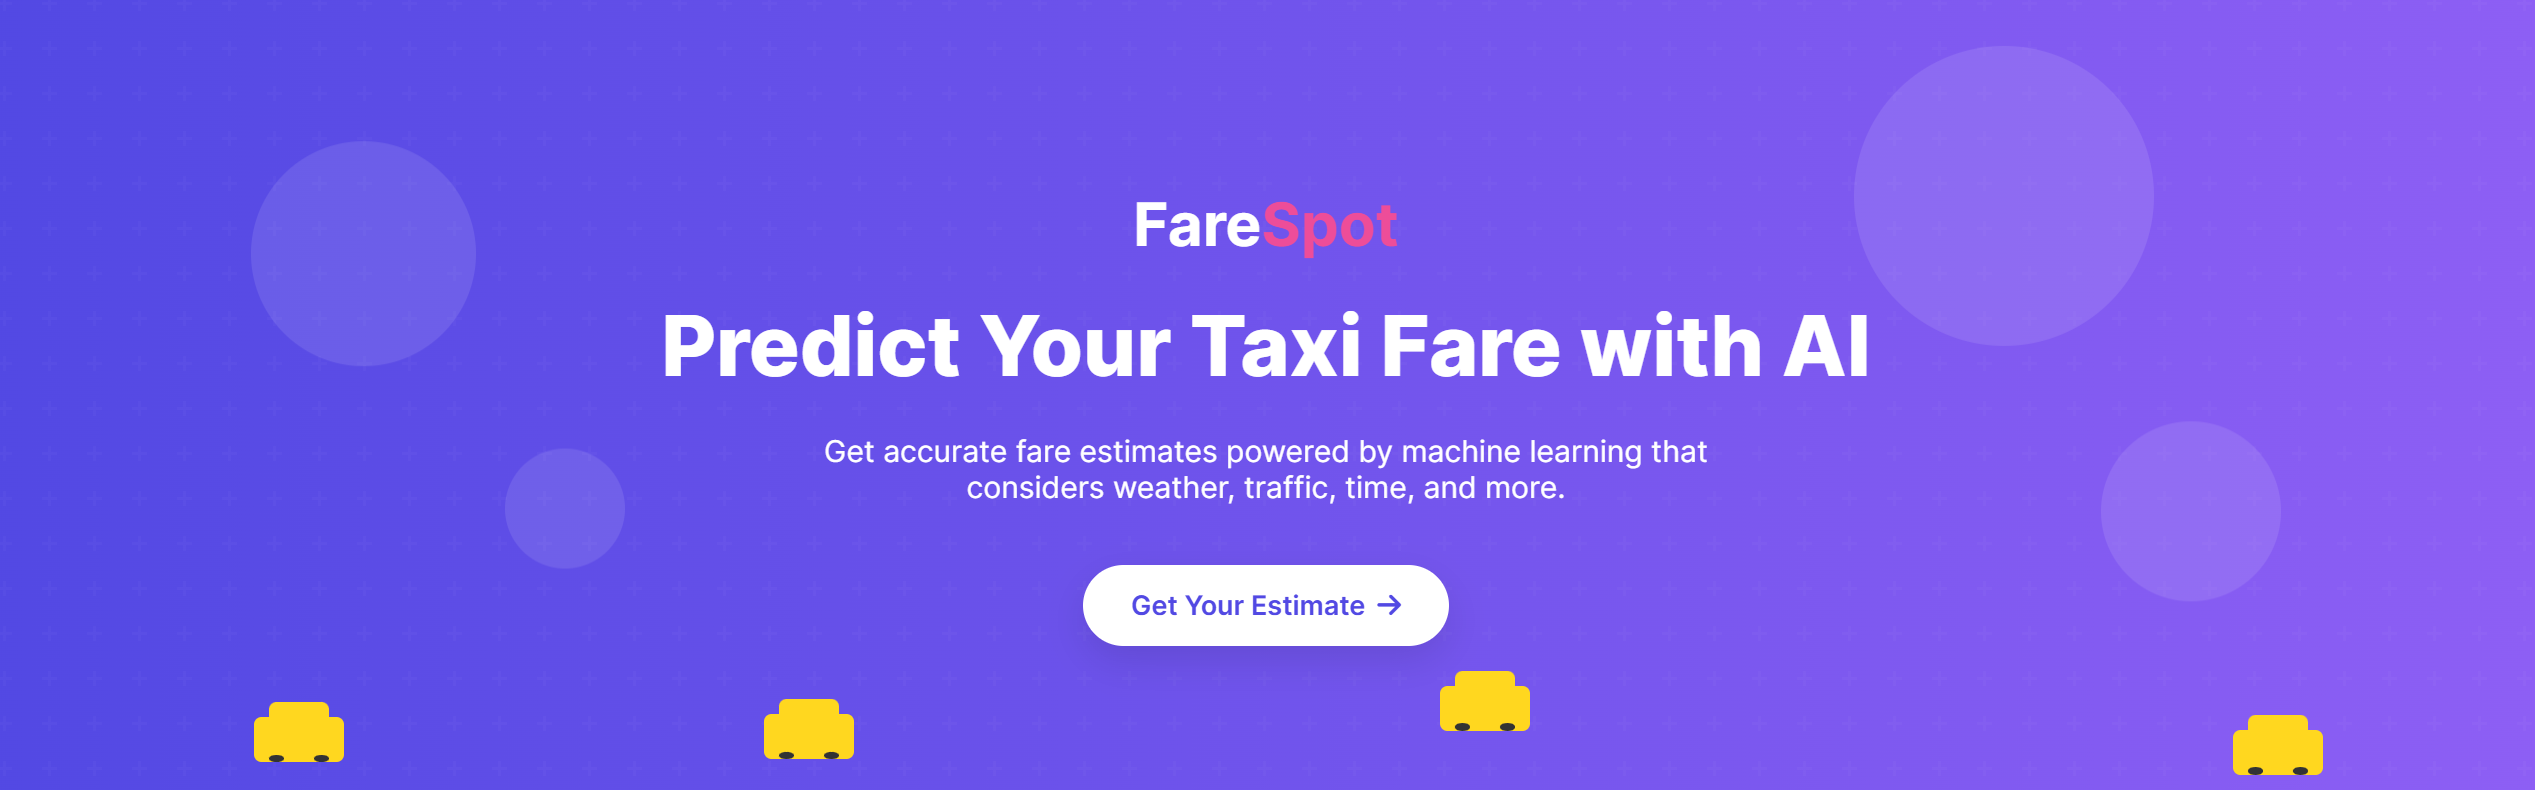 FareSpot
Predict Your Taxi Fare with AI
Get accurate fare estimates powered by machine learning that
considers weather, traffic, time, and more.
Get Your Estimate →